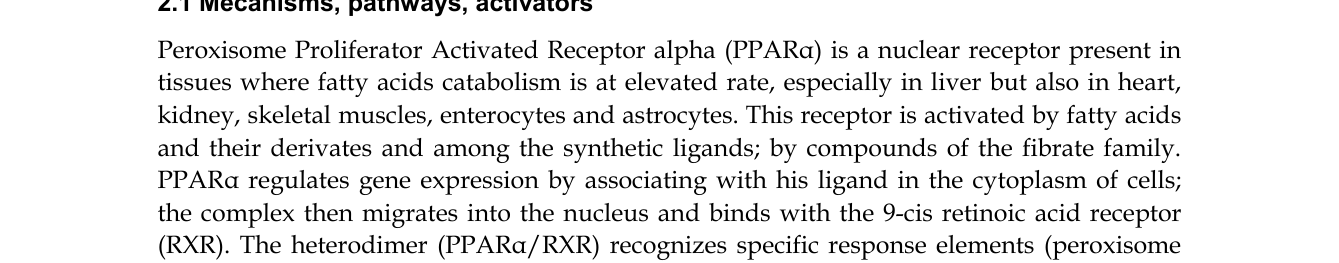 2.1 Mecanisms, pathways, activators
Peroxisome Proliferator Activated Receptor alpha (PPARα) is a nuclear receptor present in
tissues where fatty acids catabolism is at elevated rate, especially in liver but also in heart,
kidney, skeletal muscles, enterocytes and astrocytes. This receptor is activated by fatty acids
and their derivates and among the synthetic ligands; by compounds of the fibrate family.
PPARα regulates gene expression by associating with his ligand in the cytoplasm of cells;
the complex then migrates into the nucleus and binds with the 9-cis retinoic acid receptor
(RXR). The heterodimer (PPARα/RXR) recognizes specific response elements (peroxisome